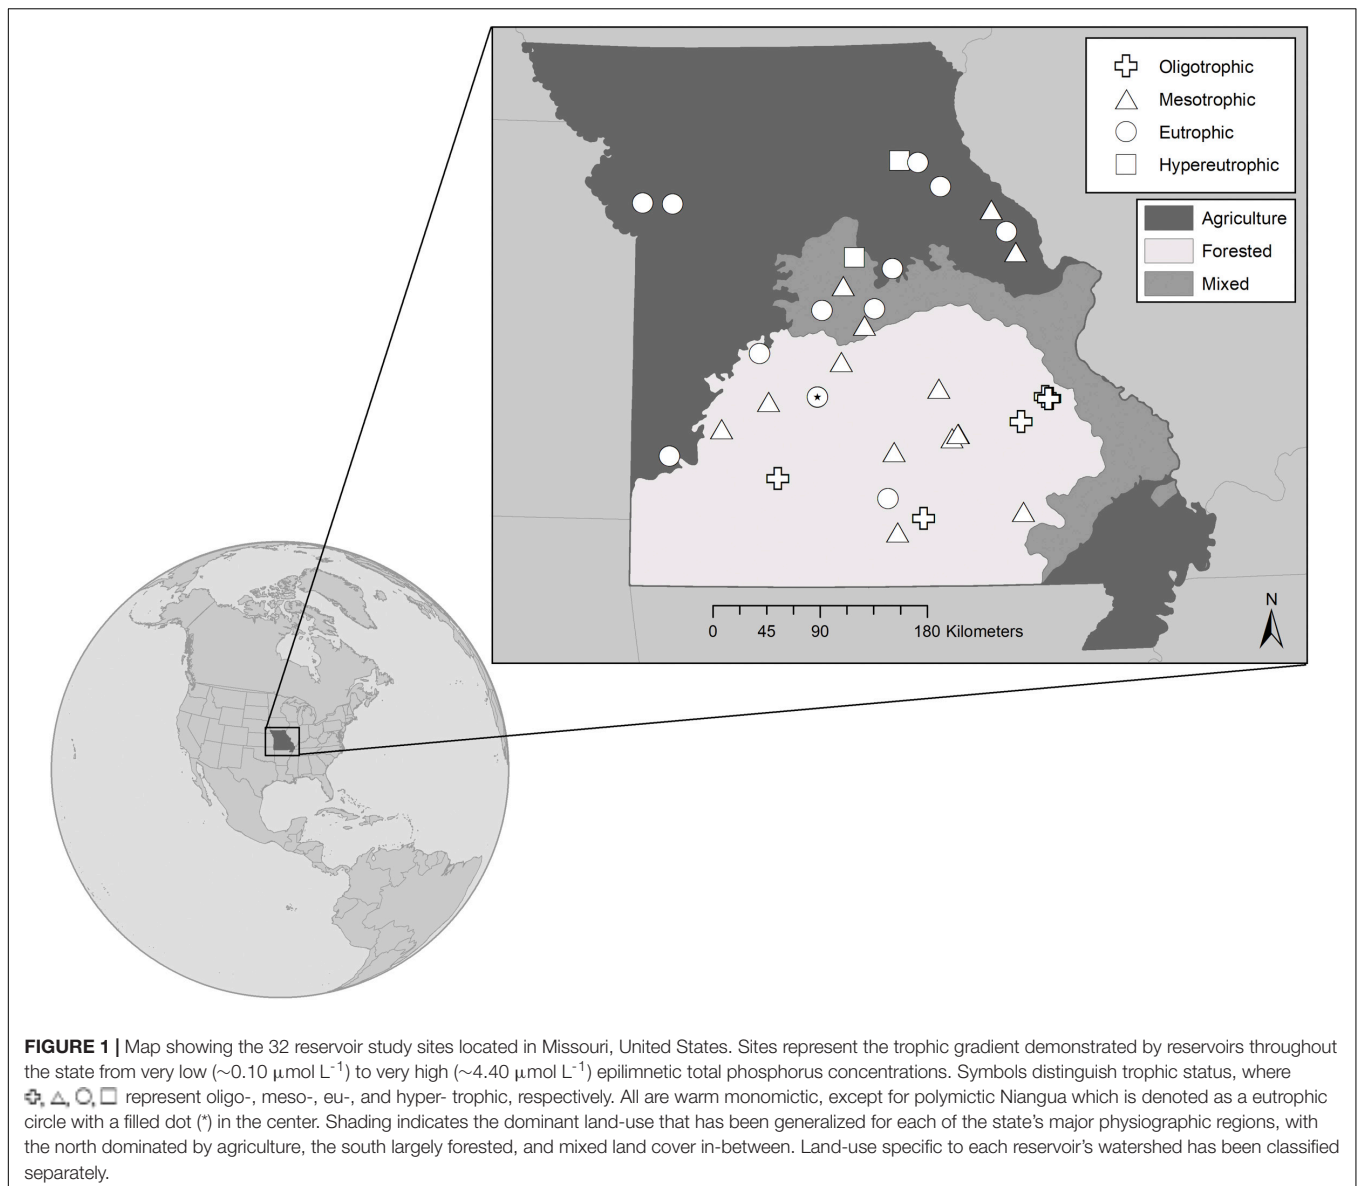 Oligotrophic
Mesotrophic
Eutrophic
Hypereutrophic
Agriculture
Forested
Mixed
N
0 45 90 180 Kilometers
FIGURE 1 | Map showing the 32 reservoir study sites located in Missouri, United States. Sites represent the trophic gradient demonstrated by reservoirs throughout
the state from very low (~0.10 μmol L-1) to very high (~4.40 μmol L-1) epilimnetic total phosphorus concentrations. Symbols distinguish trophic status, where
✚, △, ○, □ represent oligo-, meso-, eu-, and hyper- trophic, respectively. All are warm monomictic, except for polymictic Niangua which is denoted as a eutrophic
circle with a filled dot (*) in the center. Shading indicates the dominant land-use that has been generalized for each of the state's major physiographic regions, with
the north dominated by agriculture, the south largely forested, and mixed land cover in-between. Land-use specific to each reservoir's watershed has been classified
separately.